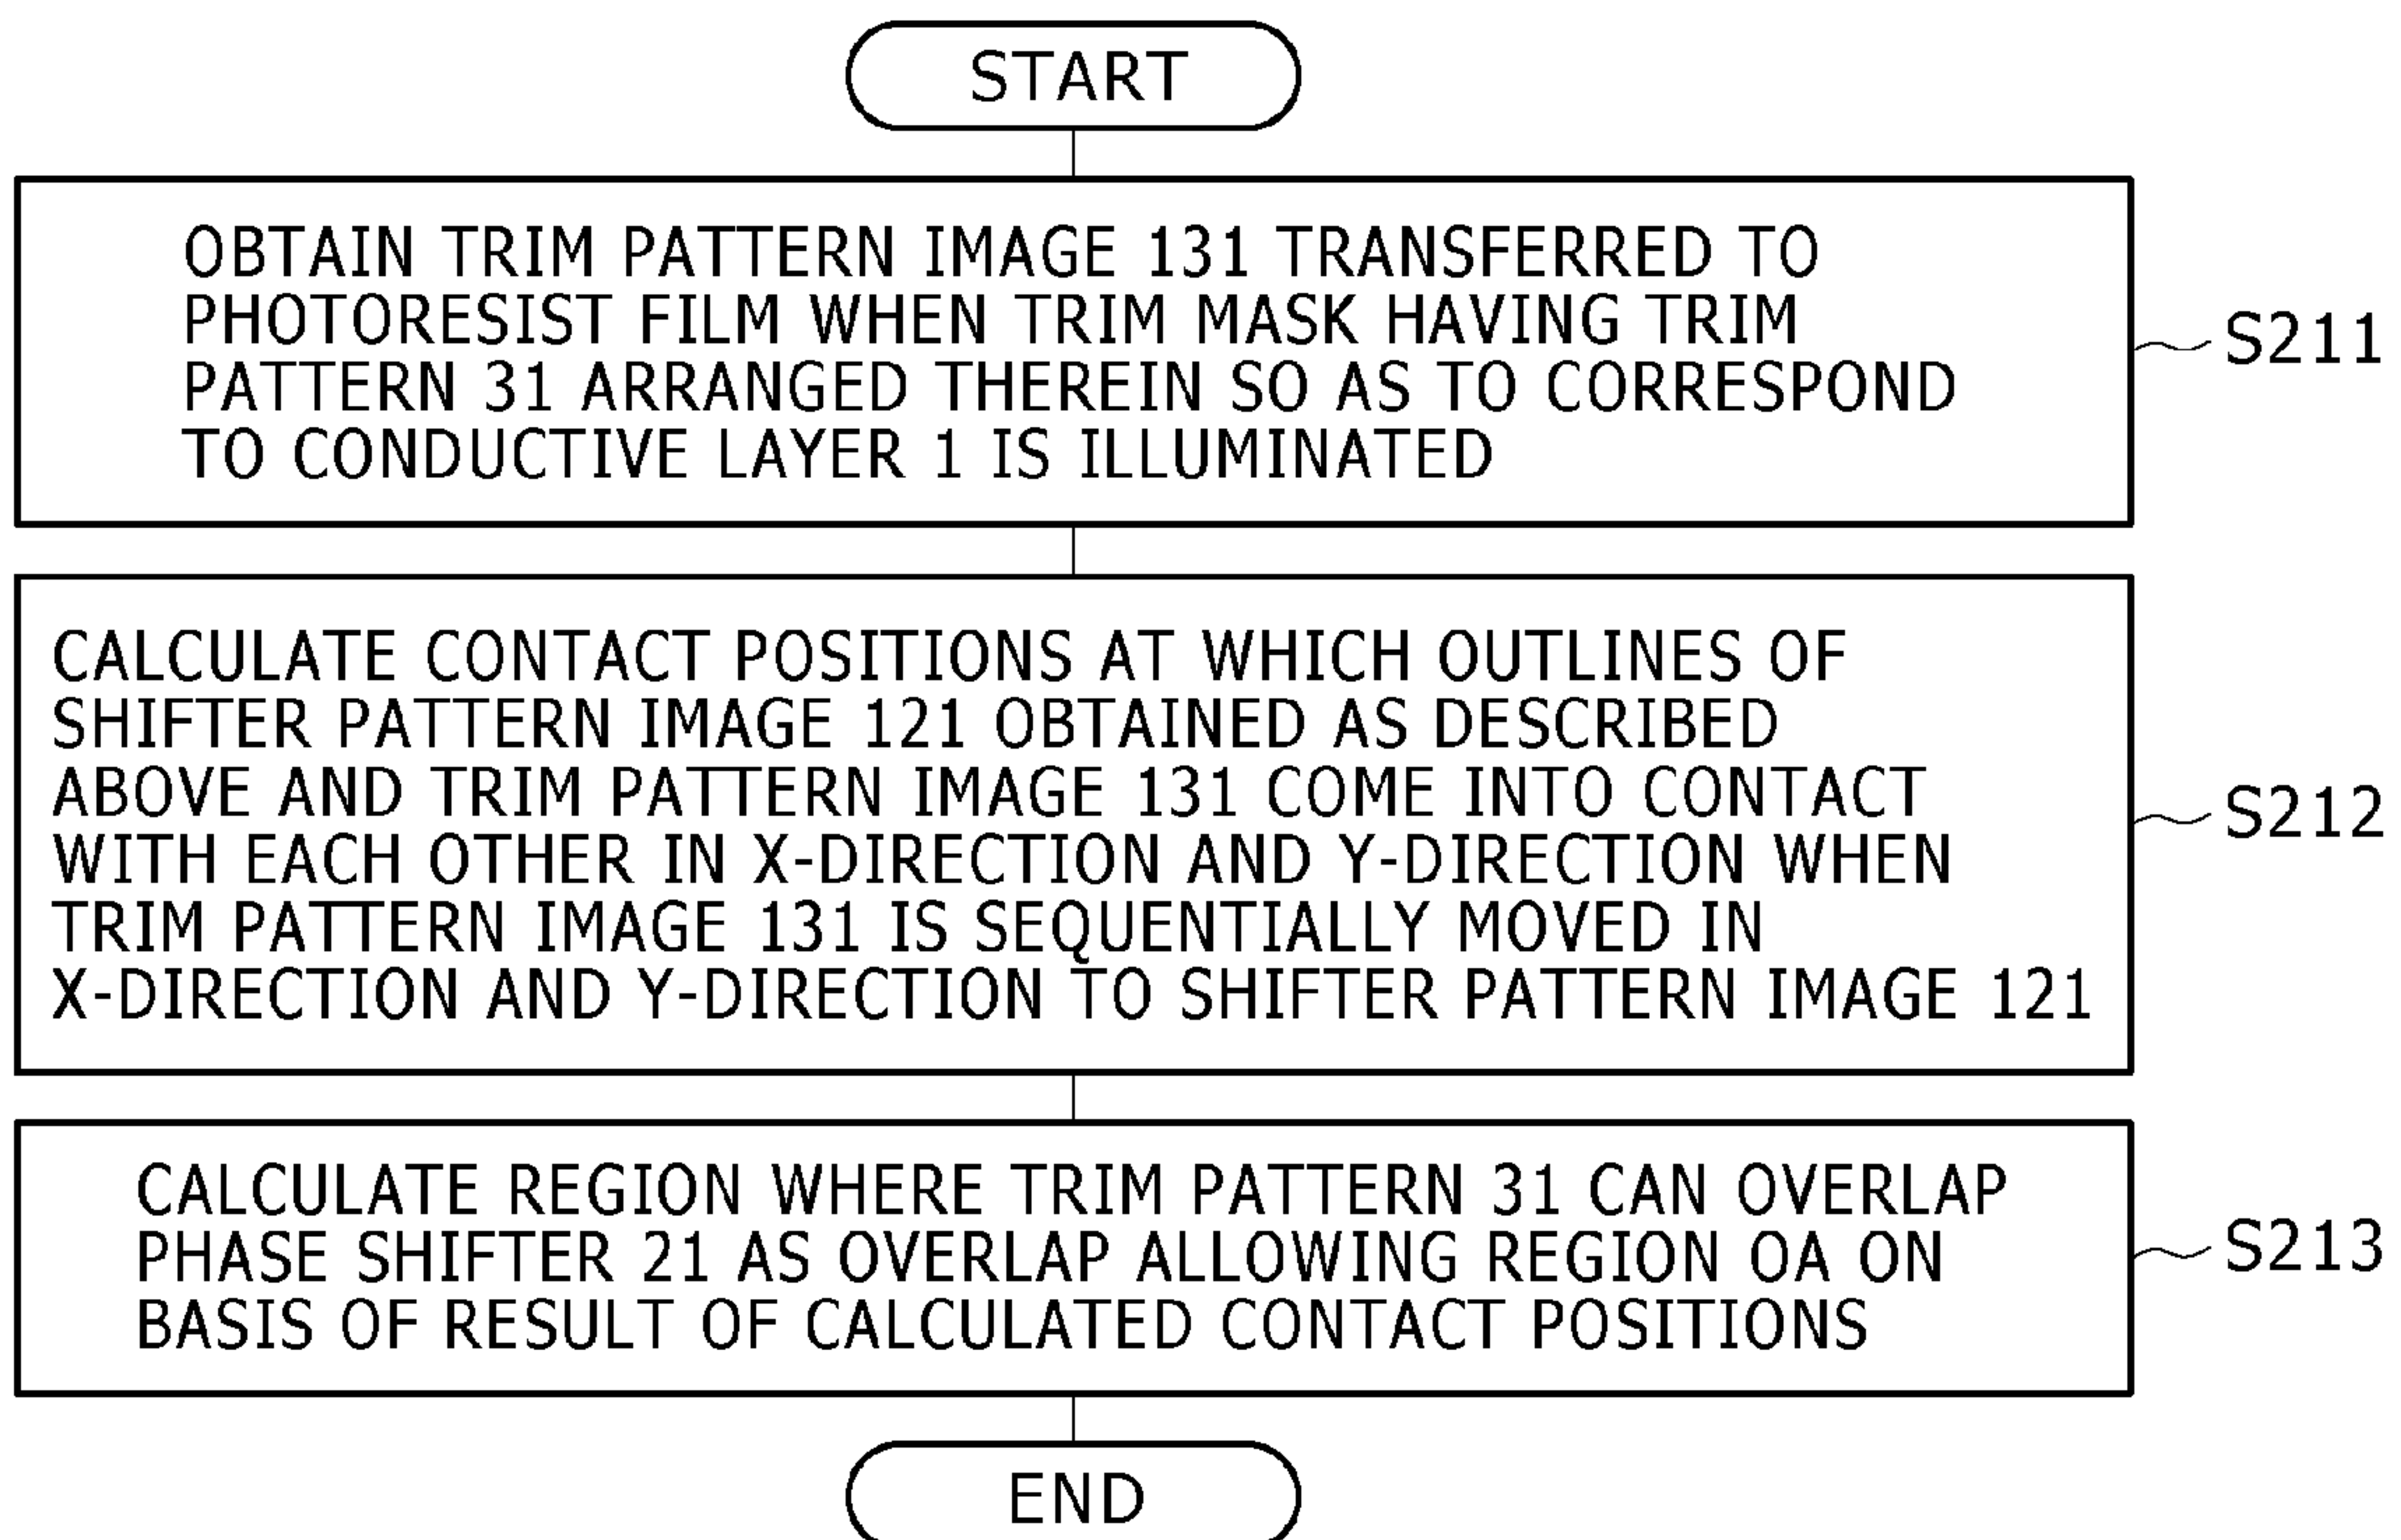 START
OBTAIN TRIM PATTERN IMAGE 131 TRANSFERRED TO
PHOTORESIST FILM WHEN TRIM MASK HAVING TRIM
PATTERN 31 ARRANGED THEREIN SO AS TO CORRESPOND
TO CONDUCTIVE LAYER 1 IS ILLUMINATED
S211
CALCULATE CONTACT POSITIONS AT WHICH OUTLINES OF
SHIFTER PATTERN IMAGE 121 OBTAINED AS DESCRIBED
ABOVE AND TRIM PATTERN IMAGE 131 COME INTO CONTACT
WITH EACH OTHER IN X-DIRECTION AND Y-DIRECTION WHEN
TRIM PATTERN IMAGE 131 IS SEQUENTIALLY MOVED IN
X-DIRECTION AND Y-DIRECTION TO SHIFTER PATTERN IMAGE 121
S212
CALCULATE REGION WHERE TRIM PATTERN 31 CAN OVERLAP
PHASE SHIFTER 21 AS OVERLAP ALLOWING REGION OA ON
BASIS OF RESULT OF CALCULATED CONTACT POSITIONS
S213
END